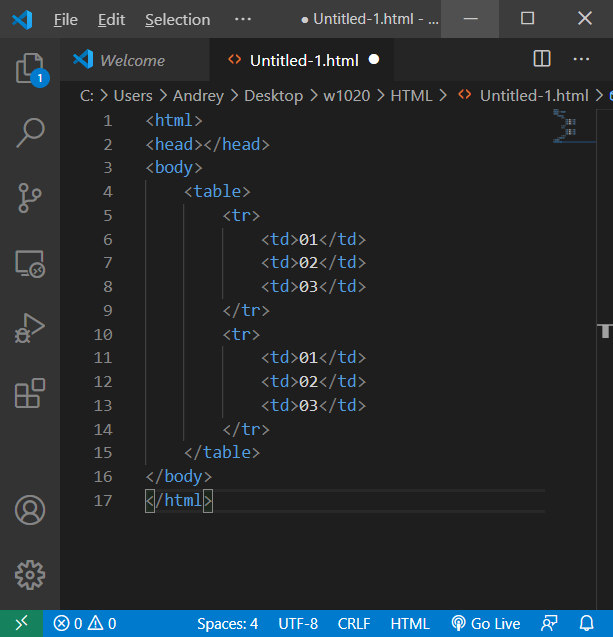 File Edit Selection ··· ● Untitled-1.html - ...
Welcome <> Untitled-1.html ●
C: > Users > Andrey > Desktop > w1020 > HTML > <> Untitled-1.html >
1
1 <html>
2 <head></head>
3 <body>
4 <table>
5 <tr>
6 <td>01</td>
7 <td>02</td>
8 <td>03</td>
9 </tr>
10 <tr>
11 <td>01</td>
12 <td>02</td>
13 <td>03</td>
14 </tr>
15 </table>
16 </body>
17 </html>
0 0 Spaces: 4 UTF-8 CRLF HTML Go Live